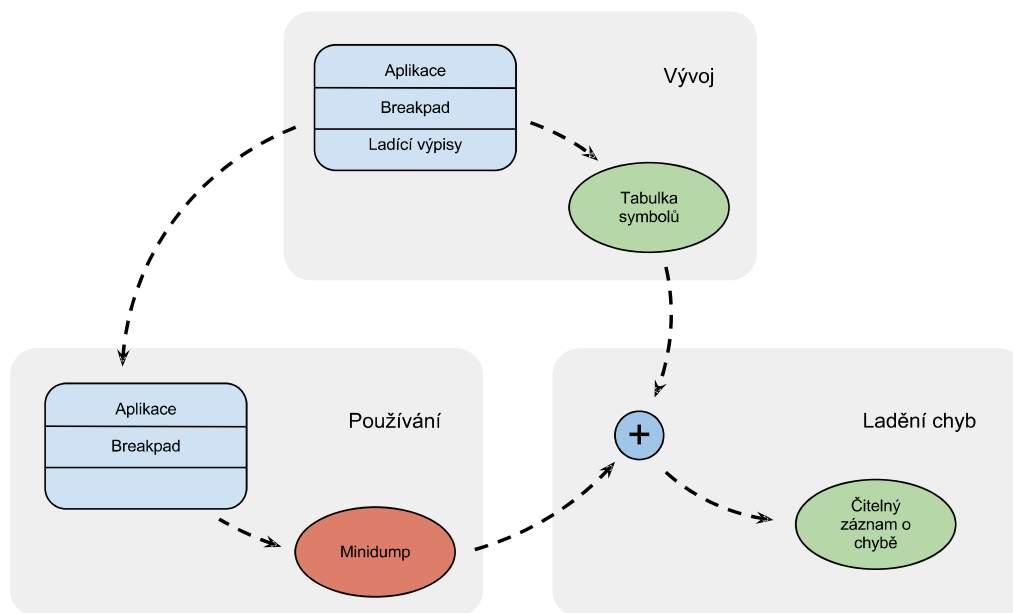 Vývoj
Aplikace
Breakpad
Ladící výpisy
Tabulka
symbolů
Používání
Aplikace
Breakpad
Minidump
Ladění chyb
+
Čitelný
záznam o
chybě